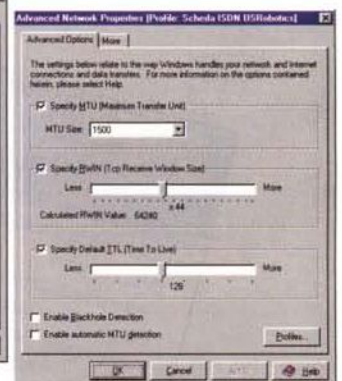 Advanced Network Properties [Profile: Scheda ISDN USRobotics]
Advanced Options
More
The settings below relate to the way Windows handles your network and Internet
connections and data transfers. For more information on the options contained
herein, please select Help.
Specify MTU (Maximum Transfer Unit)
MTU Size: 1500
Specify RWIN (Tcp Receive Window Size)
Less
More
x 44
Calculated RWIN Value: 64240
Specify Default TTL (Time To Live)
Less
More
128
Enable Blackhole Detection
Enable automatic MTU detection
Profiles...
OK
Cancel
Help